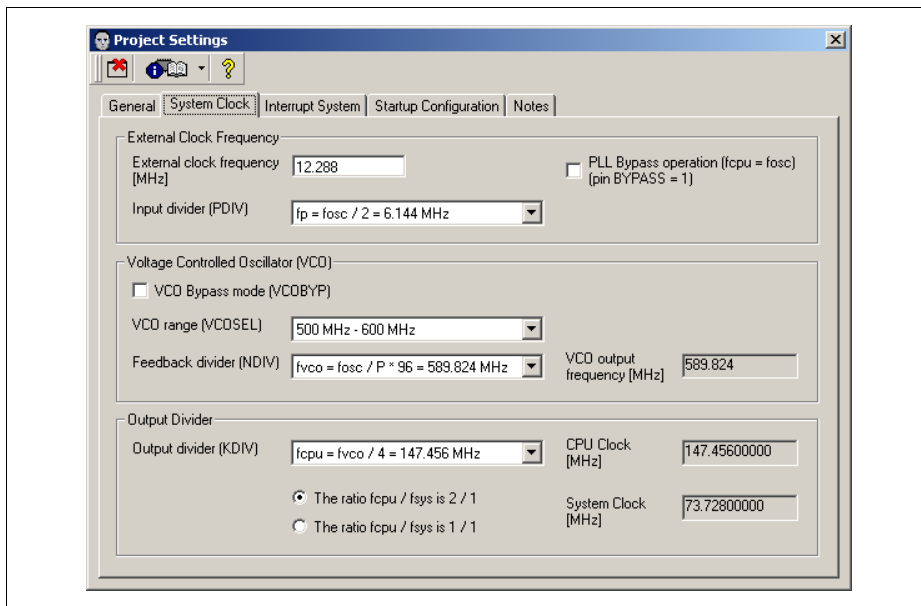 Project Settings
General System Clock Interrupt System Startup Configuration Notes
External Clock Frequency
External clock frequency
[MHz]
12.288
PLL Bypass operation (fcpu = fosc)
(pin BYPASS = 1)
Input divider (PDIV)
fp = fosc / 2 = 6.144 MHz
Voltage Controlled Oscillator (VCO)
VCO Bypass mode (VCOBYP)
VCO range (VCOSEL)
500 MHz - 600 MHz
Feedback divider (NDIV)
fvco = fosc / P * 96 = 589.824 MHz
VCO output
frequency [MHz]
589.824
Output Divider
Output divider (KDIV)
fcpu = fvco / 4 = 147.456 MHz
CPU Clock
[MHz]
147.45600000
The ratio fcpu / fsys is 2 / 1
The ratio fcpu / fsys is 1 / 1
System Clock
[MHz]
73.72800000